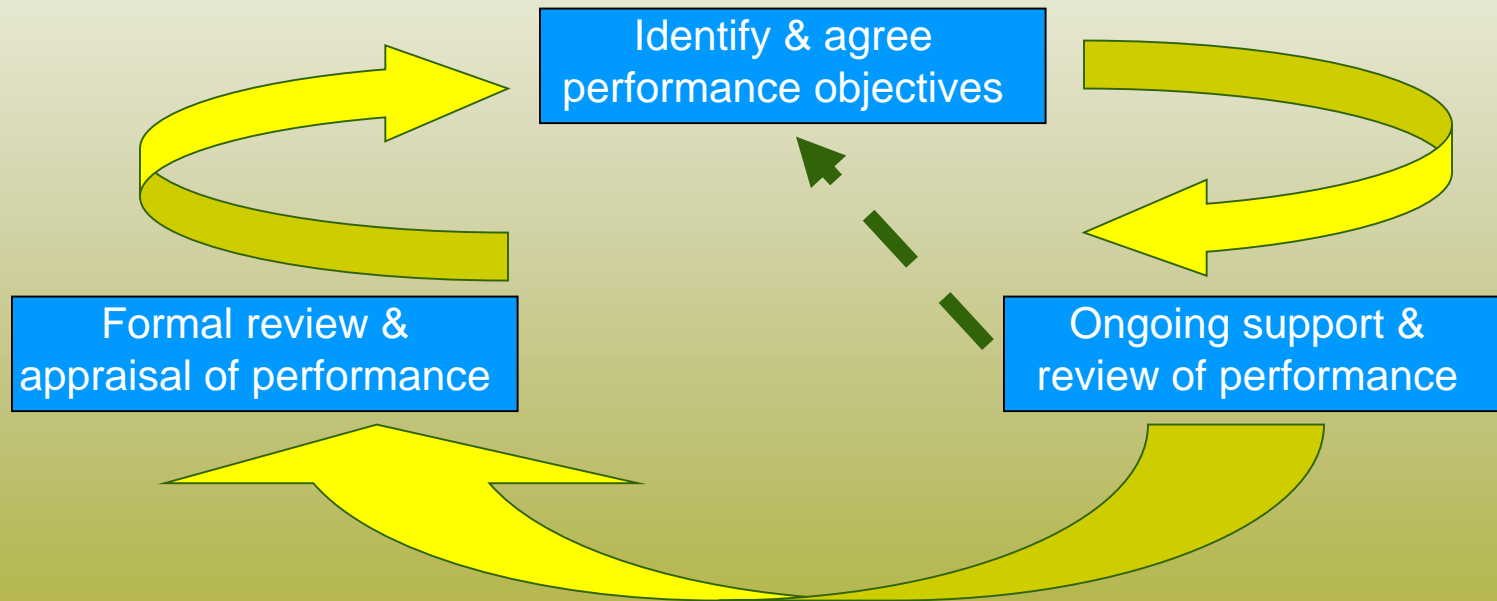 Identify & agree
performance objectives
Formal review &
appraisal of performance
Ongoing support &
review of performance